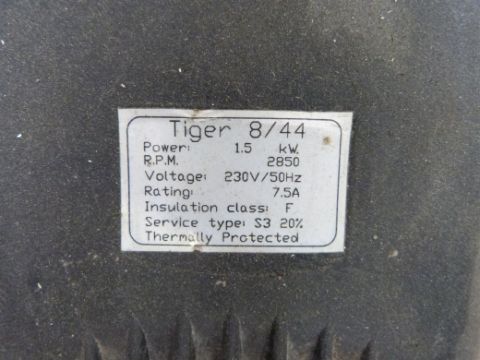 Tiger 8/44
Power: 1.5 kW.
R.P.M. 2850
Voltage: 230V/50Hz
Rating: 7.5A
Insulation class: F
Service type: S3 20%
Thermally Protected